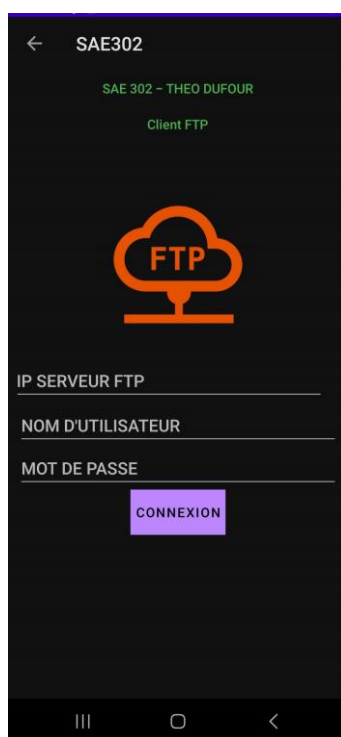 SAE302
SAE 302 – THEO DUFOUR
Client FTP
FTP
IP SERVEUR FTP
NOM D'UTILISATEUR
MOT DE PASSE
CONNEXION